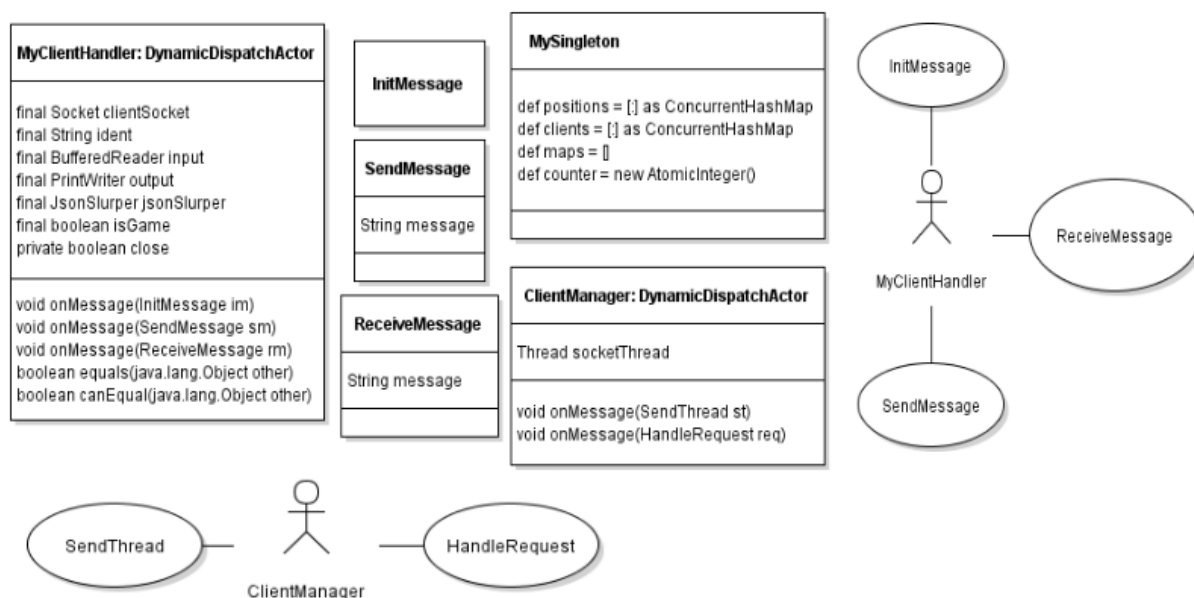 MyClientHandler: DynamicDispatchActor
final Socket clientSocket
final String ident
final BufferedReader input
final PrintWriter output
final JsonSlurper jsonSlurper
final boolean isGame
private boolean close
void onMessage(InitMessage im)
void onMessage(SendMessage sm)
void onMessage(ReceiveMessage rm)
boolean equals(java.lang.Object other)
boolean canEqual(java.lang.Object other)
InitMessage
SendMessage
String message
ReceiveMessage
String message
MySingleton
def positions = [:] as ConcurrentHashMap
def clients = [:] as ConcurrentHashMap
def maps = []
def counter = new AtomicInteger()
ClientManager: DynamicDispatchActor
Thread socketThread
void onMessage(SendThread st)
void onMessage(HandleRequest req)
InitMessage
ReceiveMessage
MyClientHandler
SendMessage
SendThread
HandleRequest
ClientManager